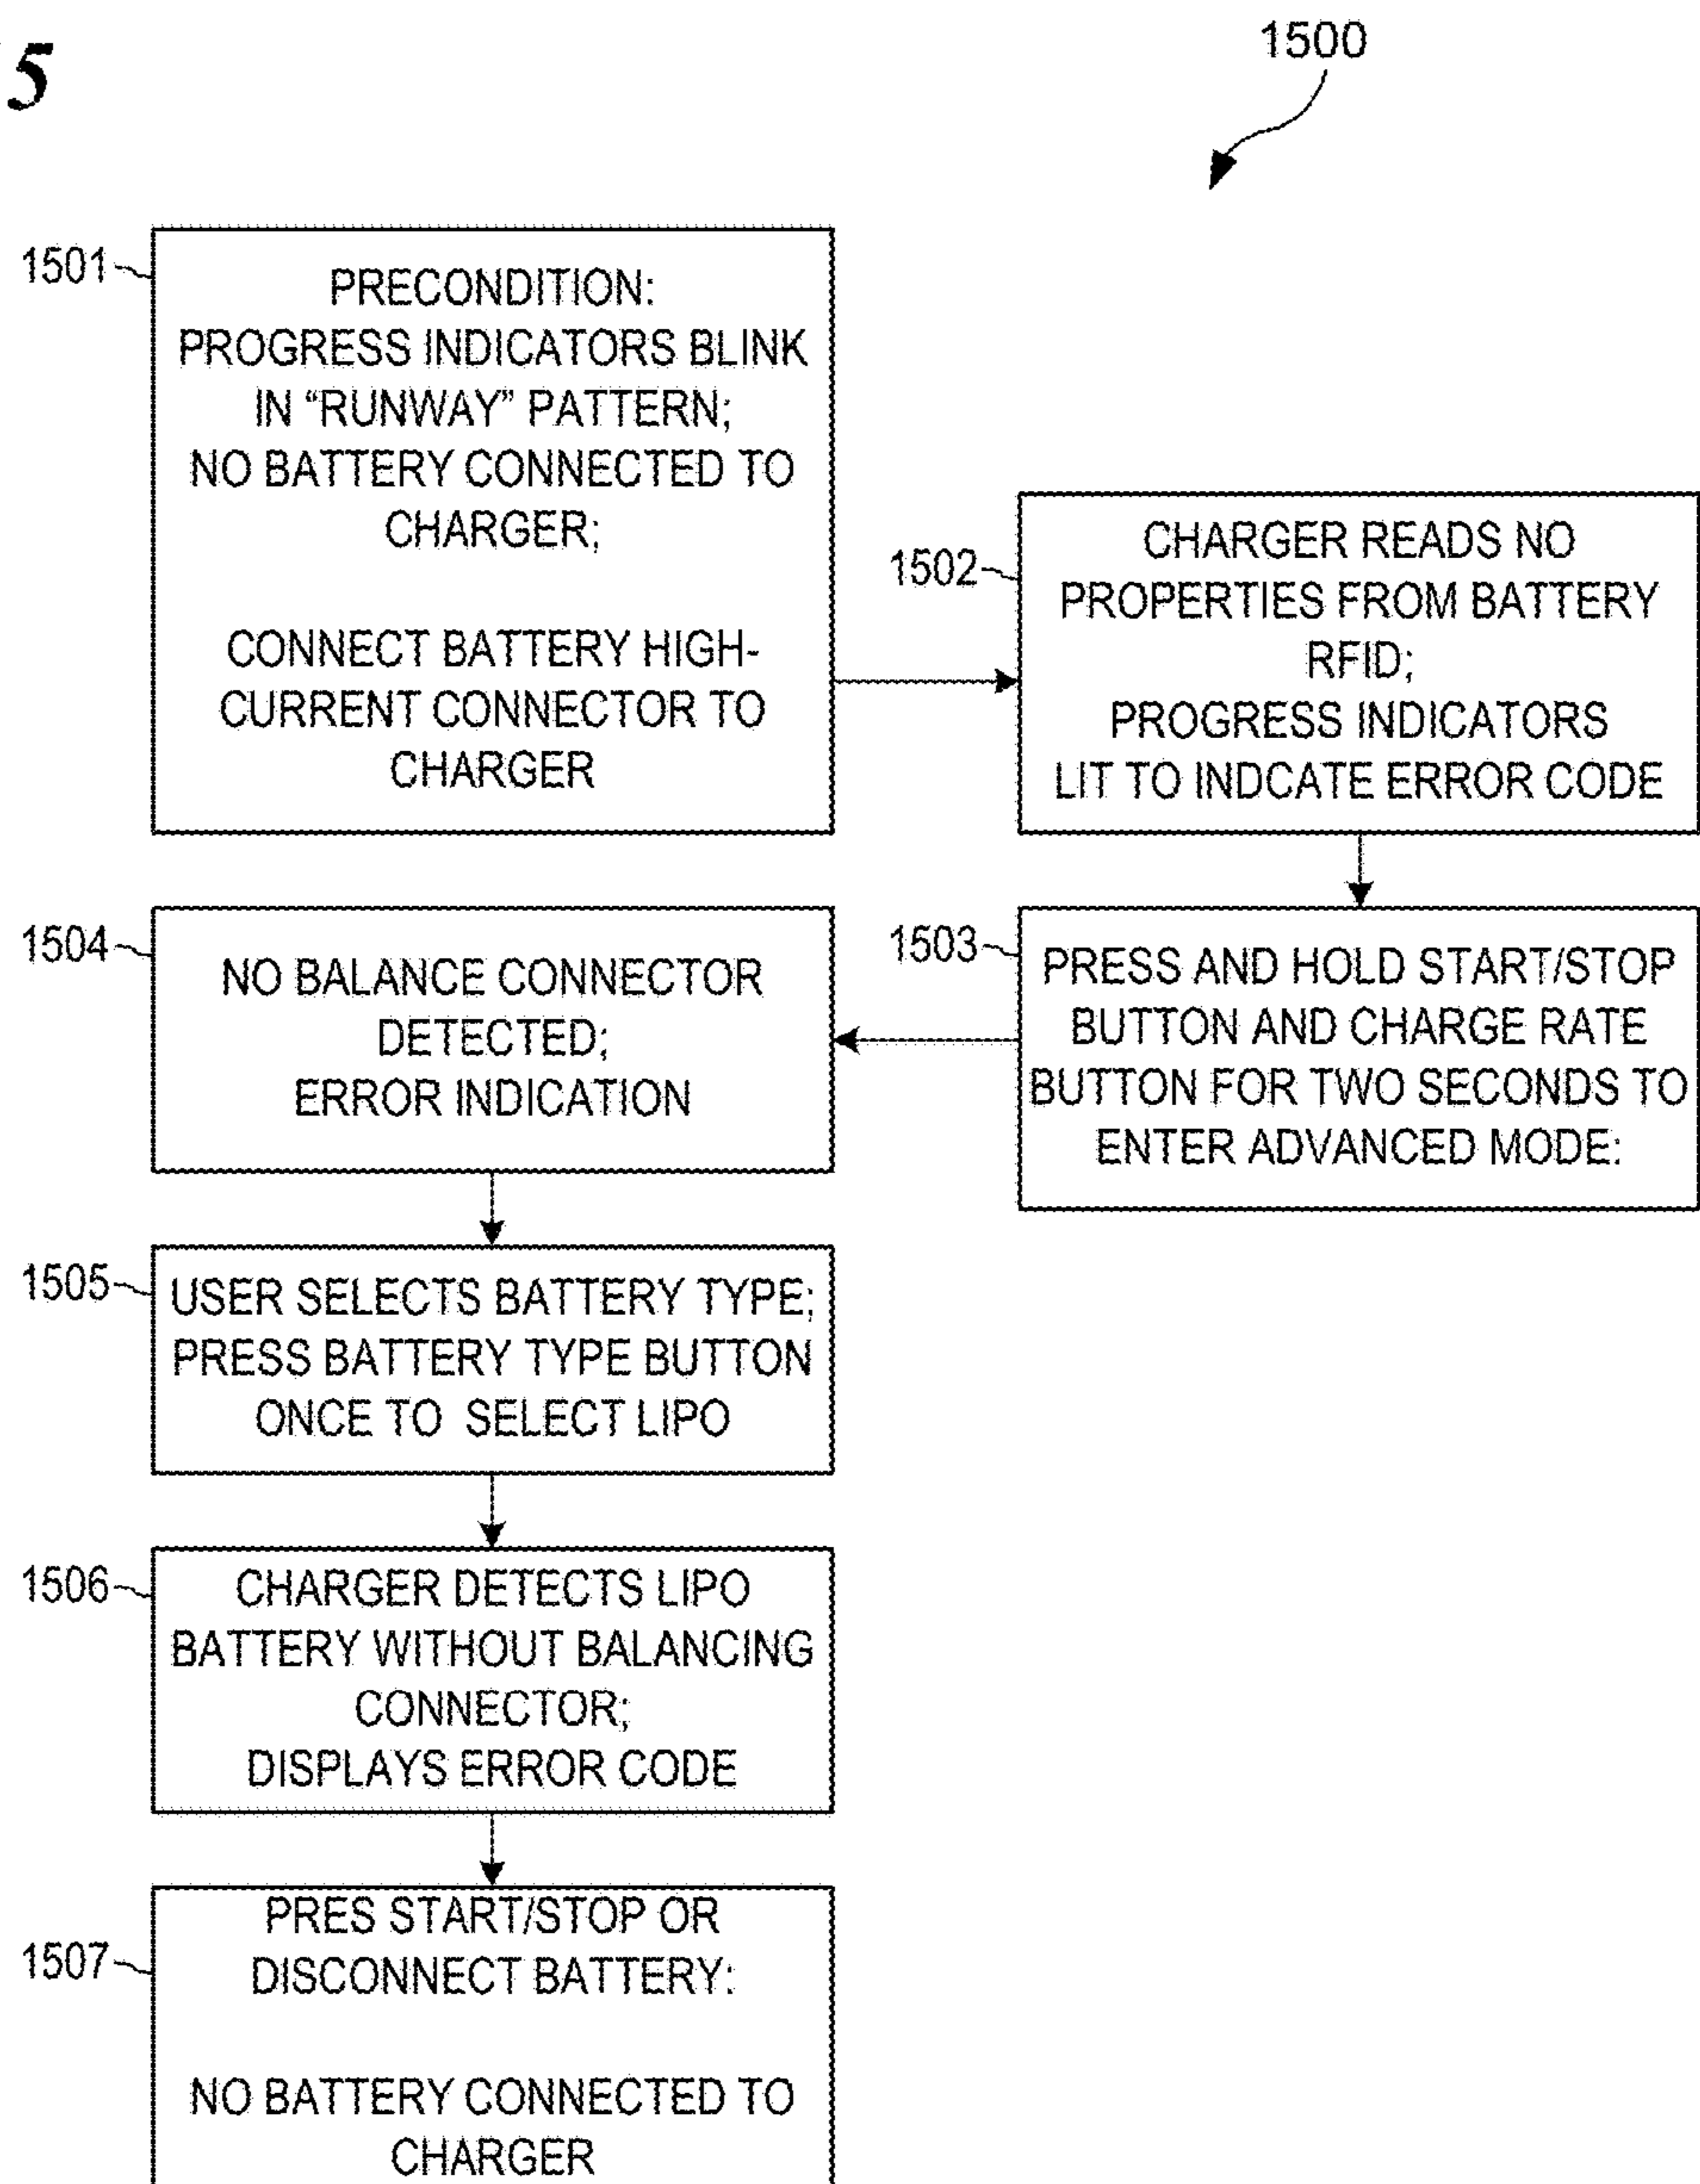 5
1500
1501
PRECONDITION:
PROGRESS INDICATORS BLINK
IN “RUNWAY” PATTERN;
NO BATTERY CONNECTED TO
CHARGER;
CONNECT BATTERY HIGH-
CURRENT CONNECTOR TO
CHARGER
1502
CHARGER READS NO
PROPERTIES FROM BATTERY
RFID;
PROGRESS INDICATORS
LIT TO INDCATE ERROR CODE
1503
PRESS AND HOLD START/STOP
BUTTON AND CHARGE RATE
BUTTON FOR TWO SECONDS TO
ENTER ADVANCED MODE:
1504
NO BALANCE CONNECTOR
DETECTED;
ERROR INDICATION
1505
USER SELECTS BATTERY TYPE;
PRESS BATTERY TYPE BUTTON
ONCE TO SELECT LIPO
1506
CHARGER DETECTS LIPO
BATTERY WITHOUT BALANCING
CONNECTOR;
DISPLAYS ERROR CODE
1507
PRES START/STOP OR
DISCONNECT BATTERY:
NO BATTERY CONNECTED TO
CHARGER